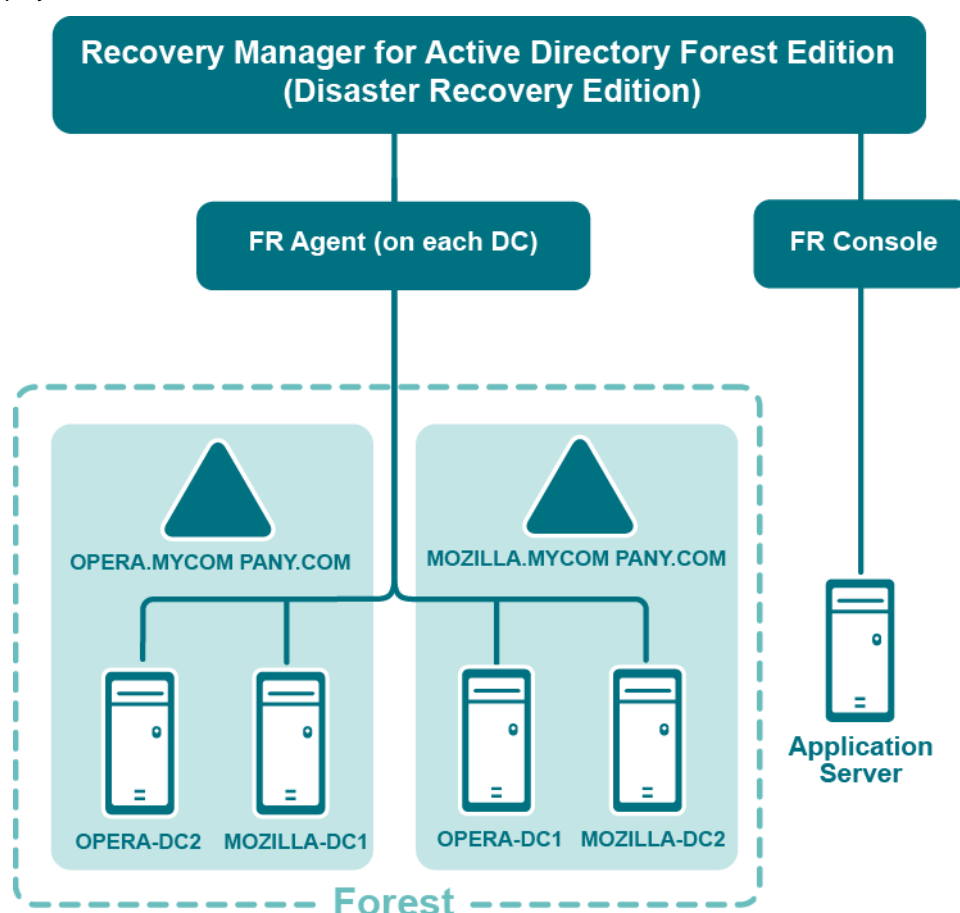 Recovery Manager for Active Directory Forest Edition
(Disaster Recovery Edition)
FR Agent (on each DC)
FR Console
OPERA.MYCOM PANY.COM
MOZILLA.MYCOM PANY.COM
OPERA-DC2
MOZILLA-DC1
OPERA-DC1
MOZILLA-DC2
Application
Server
Forest